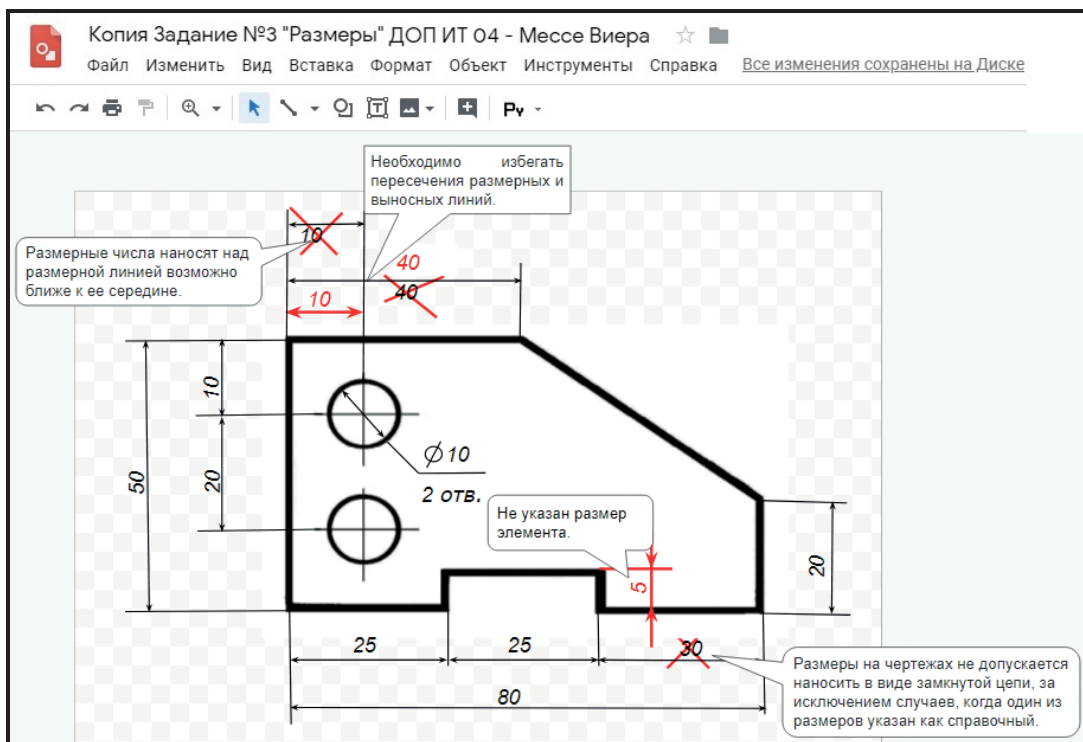 Копия Задание №3 "Размеры" ДОП ИТ 04 - Мессе Виера
Файл Изменить Вид Вставка Формат Объект Инструменты Справка Все изменения сохранены на Диске
Ру
Необходимо избегать
пересечения размерных и
выносных линий.
10
Размерные числа наносят над
размерной линией возможно
ближе к ее середине.
40
40
10
10
50
20
Ø10
2 отв.
Не указан размер
элемента.
5
20
25
25
30
80
Размеры на чертежах не допускается
наносить в виде замкнутой цепи, за
исключением случаев, когда один из
размеров указан как справочный.